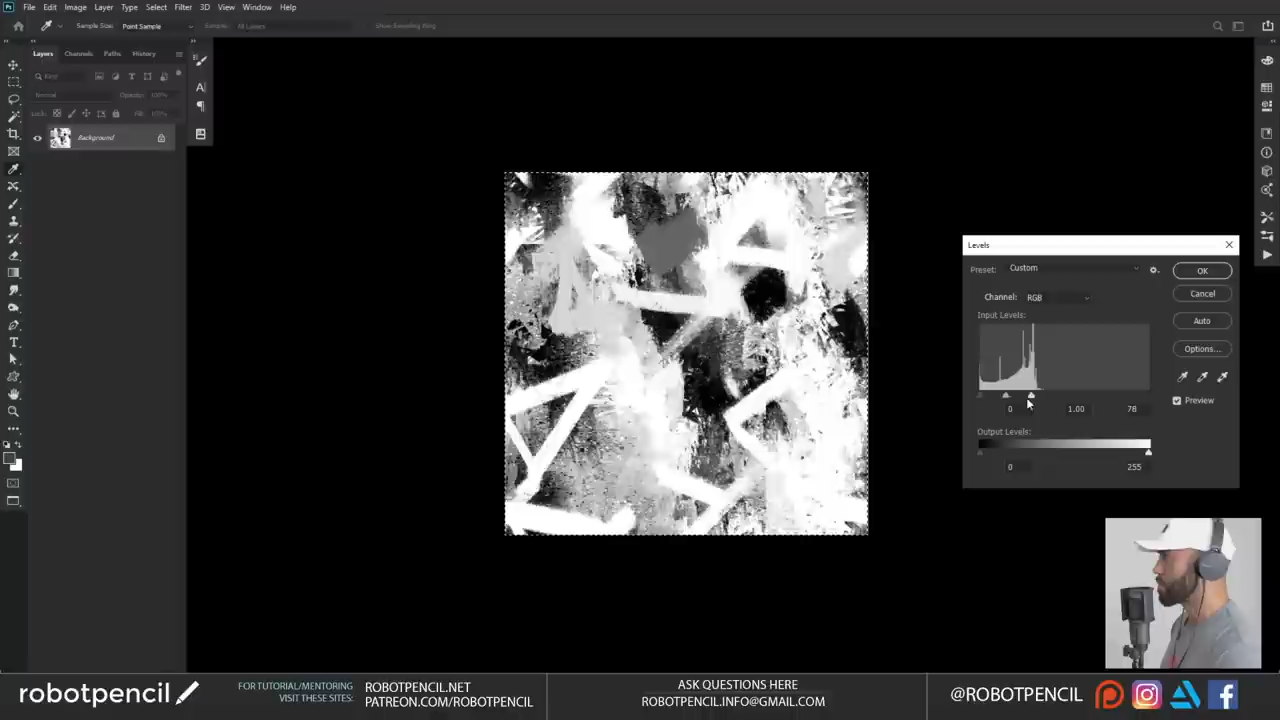 Ps File Edit Image Layer Type Select Filter 3D View Window Help
Sample Size: Point Sample Sample: All Layers Show Sampling Ring
Layers Channels Paths History
Kind
Normal Opacity: 100%
Lock: Fill: 100%
Background
Levels
Preset: Custom
OK
Channel: RGB
Cancel
Input Levels:
Auto
Options...
Preview
0 1.00 78
Output Levels:
0 255
robotpencil
FOR TUTORIAL/MENTORING
VISIT THESE SITES:
ROBOTPENCIL.NET
PATREON.COM/ROBOTPENCIL
ASK QUESTIONS HERE
ROBOTPENCIL.INFO@GMAIL.COM
@ROBOTPENCIL